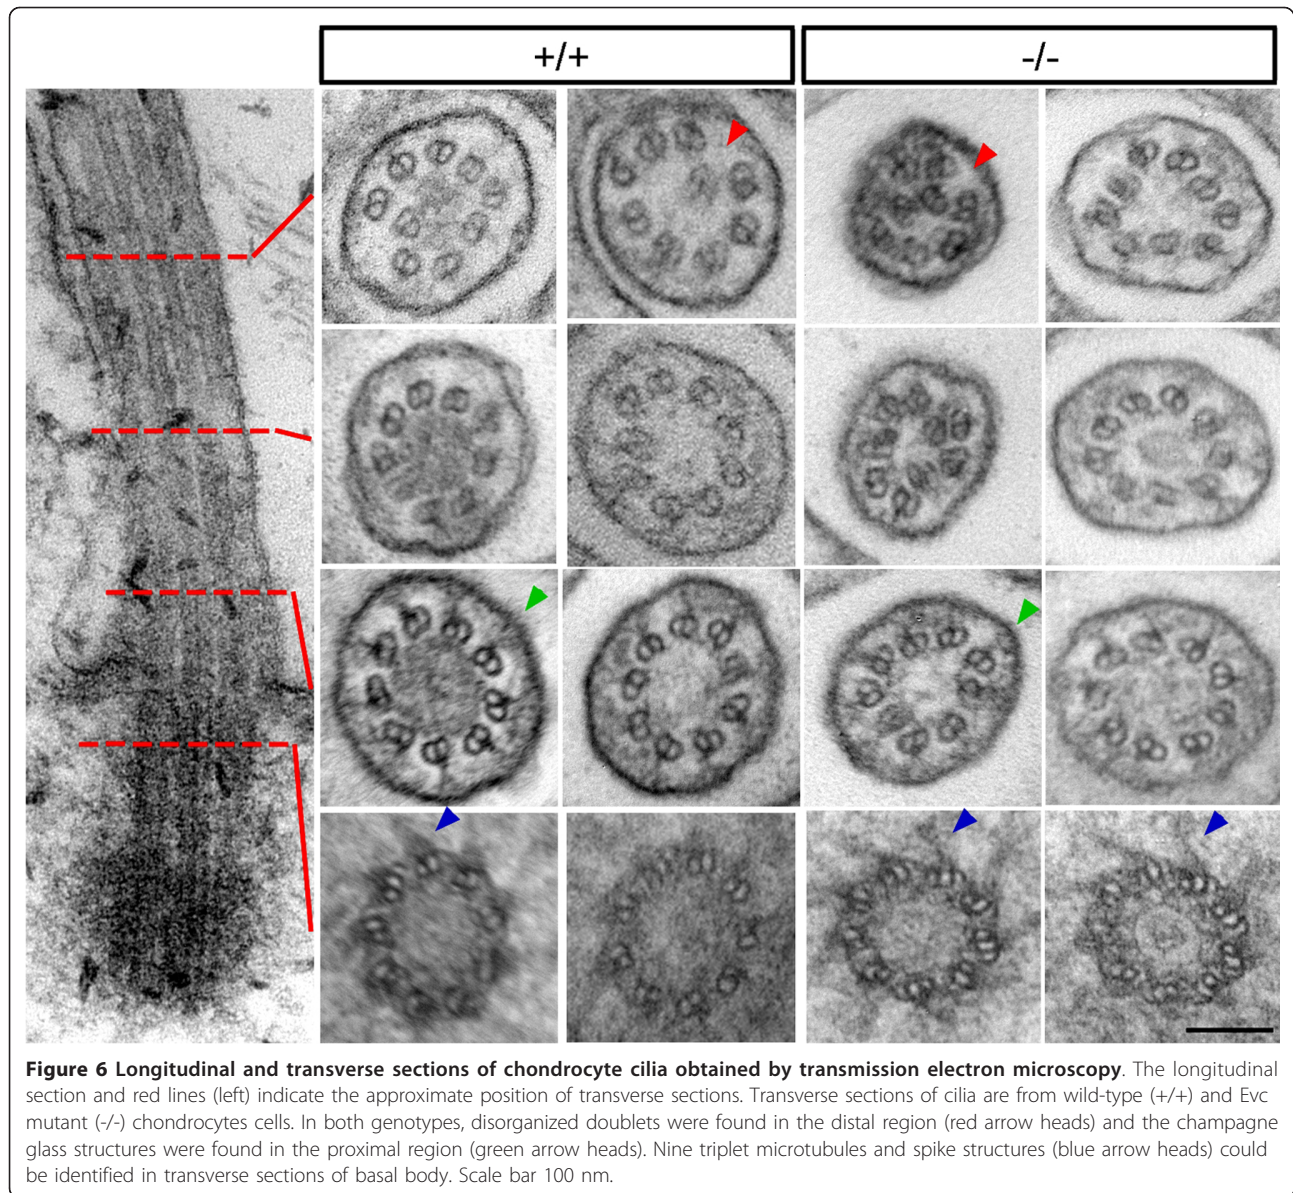 +/+
-/-
Figure 6 Longitudinal and transverse sections of chondrocyte cilia obtained by transmission electron microscopy. The longitudinal
section and red lines (left) indicate the approximate position of transverse sections. Transverse sections of cilia are from wild-type (+/+) and Evc
mutant (-/-) chondrocytes cells. In both genotypes, disorganized doublets were found in the distal region (red arrow heads) and the champagne
glass structures were found in the proximal region (green arrow heads). Nine triplet microtubules and spike structures (blue arrow heads) could
be identified in transverse sections of basal body. Scale bar 100 nm.